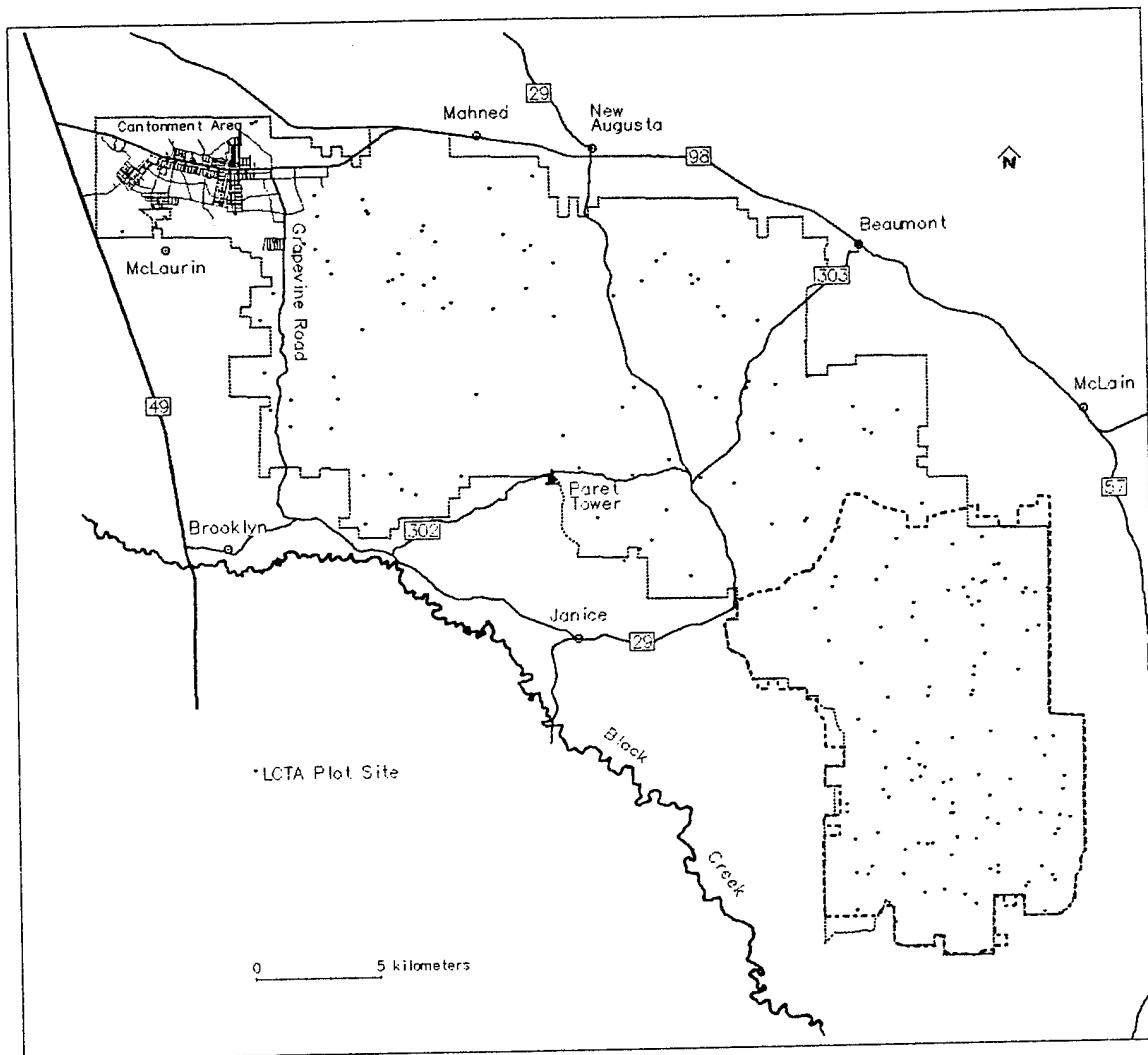 29
Mahned
New
Augusta
Cantonment Area
98
N
Beaumont
McLaurin
303
Grapevine Road
McLain
49
57
Paret
Tower
Brooklyn
302
Janice
29
Black
Creek
LCTA Plot Site
0
5 kilometers